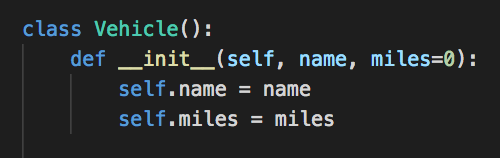 class Vehicle():
    def __init__(self, name, miles=0):
        self.name = name
        self.miles = miles